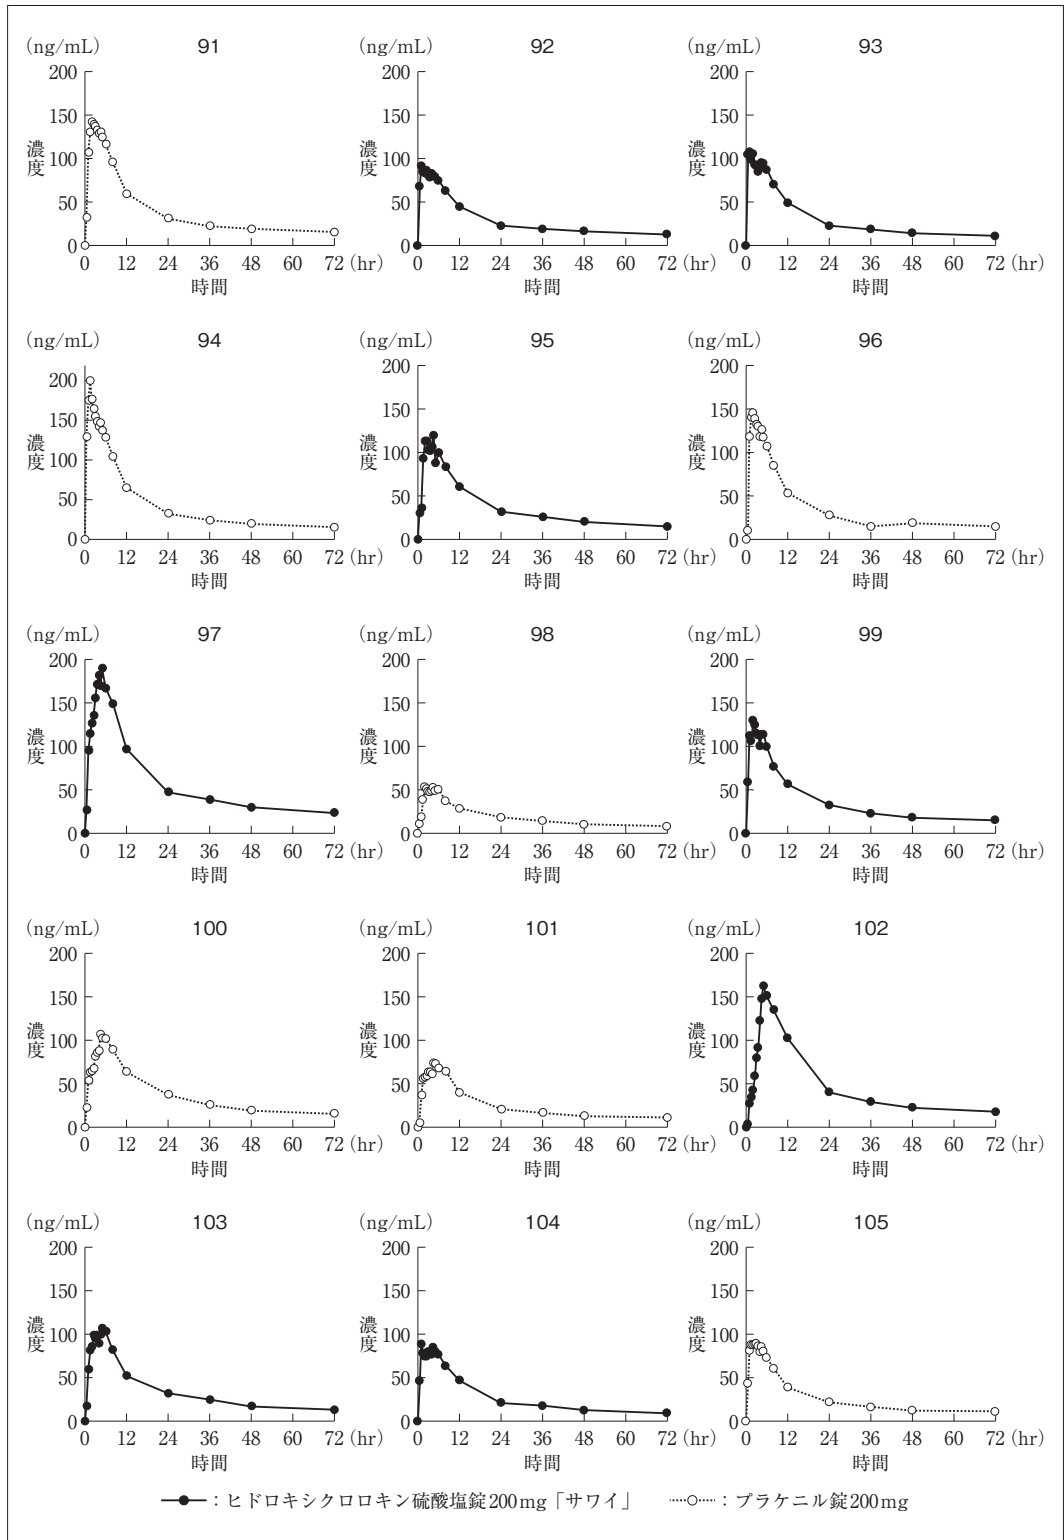 (ng/mL) 91 (ng/mL) 92 (ng/mL) 93
200 200 200
150 150 150
濃度 100 100 濃度 100 濃度
50 50 50
0 0 0
0 12 24 36 48 60 72 (hr) 0 12 24 36 48 60 72 (hr) 0 12 24 36 48 60 72 (hr)
時間 時間 時間
(ng/mL) 94 (ng/mL) 95 (ng/mL) 96
200 200 200
150 150 150
濃度 100 濃度 100 濃度 100
50 50 50
0 0 0
0 12 24 36 48 60 72 (hr) 0 12 24 36 48 60 72 (hr) 0 12 24 36 48 60 72 (hr)
時間 時間 時間
(ng/mL) 97 (ng/mL) 98 (ng/mL) 99
200 200 200
150 150 150
濃度 100 濃度 100 濃度 100
50 50 50
0 0 0
0 12 24 36 48 60 72 (hr) 0 12 24 36 48 60 72 (hr) 0 12 24 36 48 60 72 (hr)
時間 時間 時間
(ng/mL) 100 (ng/mL) 101 (ng/mL) 102
200 200 200
150 150 150
濃度 100 濃度 100 濃度 100
50 50 50
0 0 0
0 12 24 36 48 60 72 (hr) 0 12 24 36 48 60 72 (hr) 0 12 24 36 48 60 72 (hr)
時間 時間 時間
(ng/mL) 103 (ng/mL) 104 (ng/mL) 105
200 200 200
150 150 150
濃度 100 濃度 100 濃度 100
50 50 50
0 0 0
0 12 24 36 48 60 72 (hr) 0 12 24 36 48 60 72 (hr) 0 12 24 36 48 60 72 (hr)
時間 時間 時間
：ヒドロキシクロロキン硫酸塩錠200mg「サワイ」 ：プラケニル錠200mg